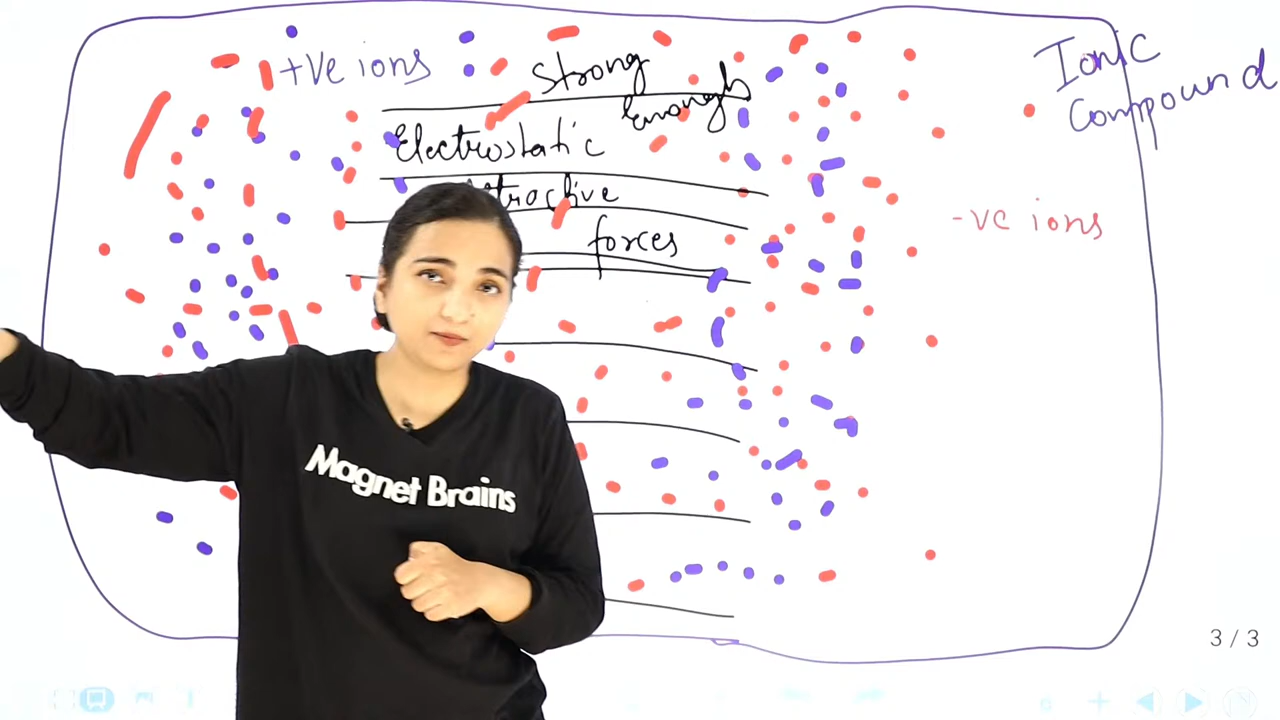 +ve ions
Strong
Enough
Electrostatic
Attractive
forces
Ionic
Compound
-ve ions
Magnet Brains
3 / 3